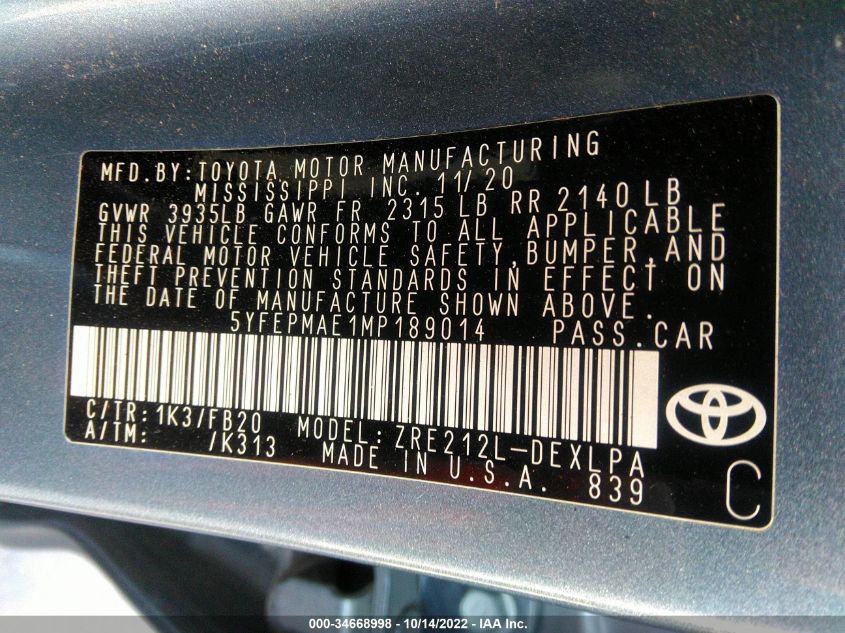 MFD.BY:TOYOTA MOTOR MANUFACTURING
MISSISSIPPI INC. 11/20
GVWR 3935LB GAWR FR 2315 LB RR 2140 LB
THIS VEHICLE CONFORMS TO ALL APPLICABLE
FEDERAL MOTOR VEHICLE SAFETY,BUMPER,AND
THEFT PREVENTION STANDARDS IN EFFECT ON
THE DATE OF MANUFACTURE SHOWN ABOVE.
5YFEPMAE1MP189014 PASS.CAR
C/TR:1K3/FB20 MODEL:ZRE212L-DEXLPA
A/TM: /K313 MADE IN U.S.A. 839
C
000-34668998 - 10/14/2022 - IAA Inc.